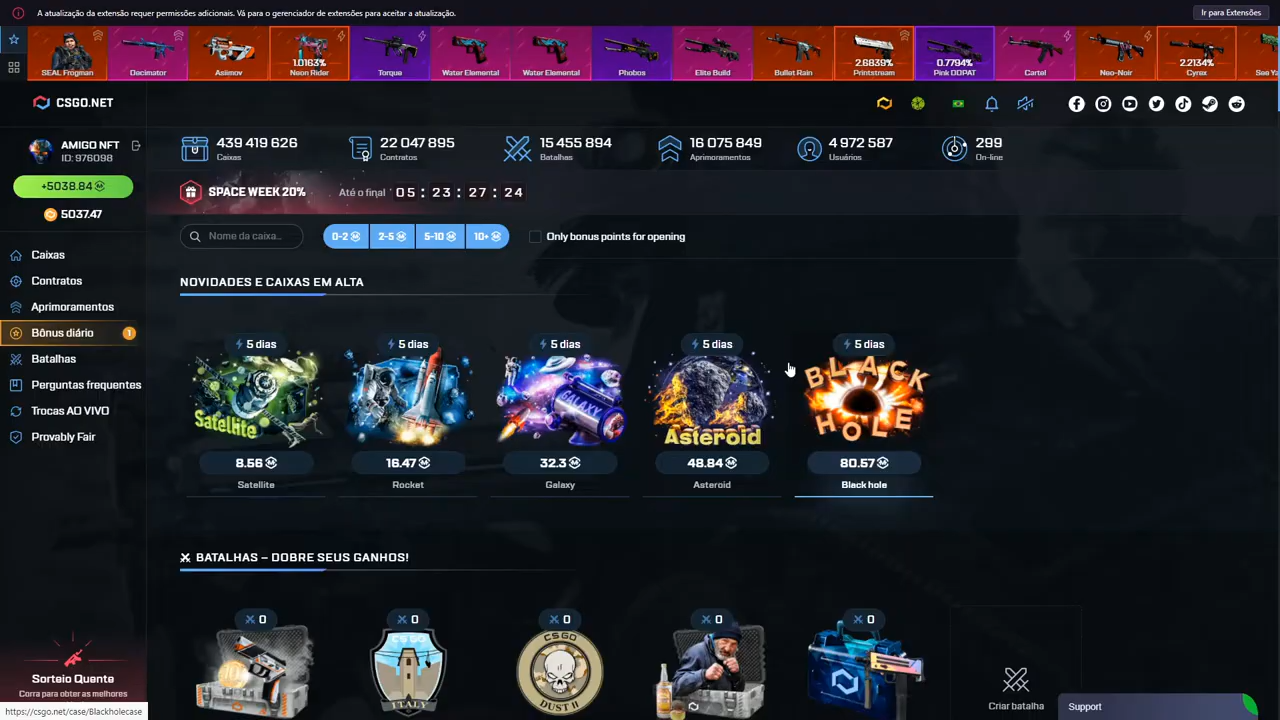 A atualização da extensão requer permissões adicionais. Vá para o gerenciador de extensões para aceitar a atualização.
Ir para Extensões
SEAL Frogman
Decimator
Asiimov
1.0163%
Neon Rider
Torque
Water Elemental
Water Elemental
Phobos
Elite Build
Bullet Rain
2.6839%
Printstream
0.7794%
Pink DDPAT
Cartel
Neo-Noir
2.2134%
Cyrex
See Ya
CSGO.NET
AMIGO NFT
ID: 976098
+5038.84
5037.47
439 419 626
Caixas
22 047 895
Contratos
15 455 894
Batalhas
16 075 849
Aprimoramentos
4 972 587
Usuários
299
On-line
SPACE WEEK 20%
Até o final
05 : 23 : 27 : 24
Nome da caixa...
0-2
2-5
5-10
10+
Only bonus points for opening
Caixas
Contratos
Aprimoramentos
Bônus diário
1
Batalhas
Perguntas frequentes
Trocas AO VIVO
Provably Fair
NOVIDADES E CAIXAS EM ALTA
5 dias
5 dias
5 dias
5 dias
5 dias
Satellite
GALAXY
Asteroid
BLACK
HOLE
8.56
16.47
32.3
48.84
80.57
Satellite
Rocket
Galaxy
Asteroid
Black hole
BATALHAS – DOBRE SEUS GANHOS!
0
0
0
0
0
CS GO
ITALY
CS GO
DUST II
Criar batalha
Sorteio Quente
Corra para obter as melhores
https://csgo.net/case/Blackholecase
Support